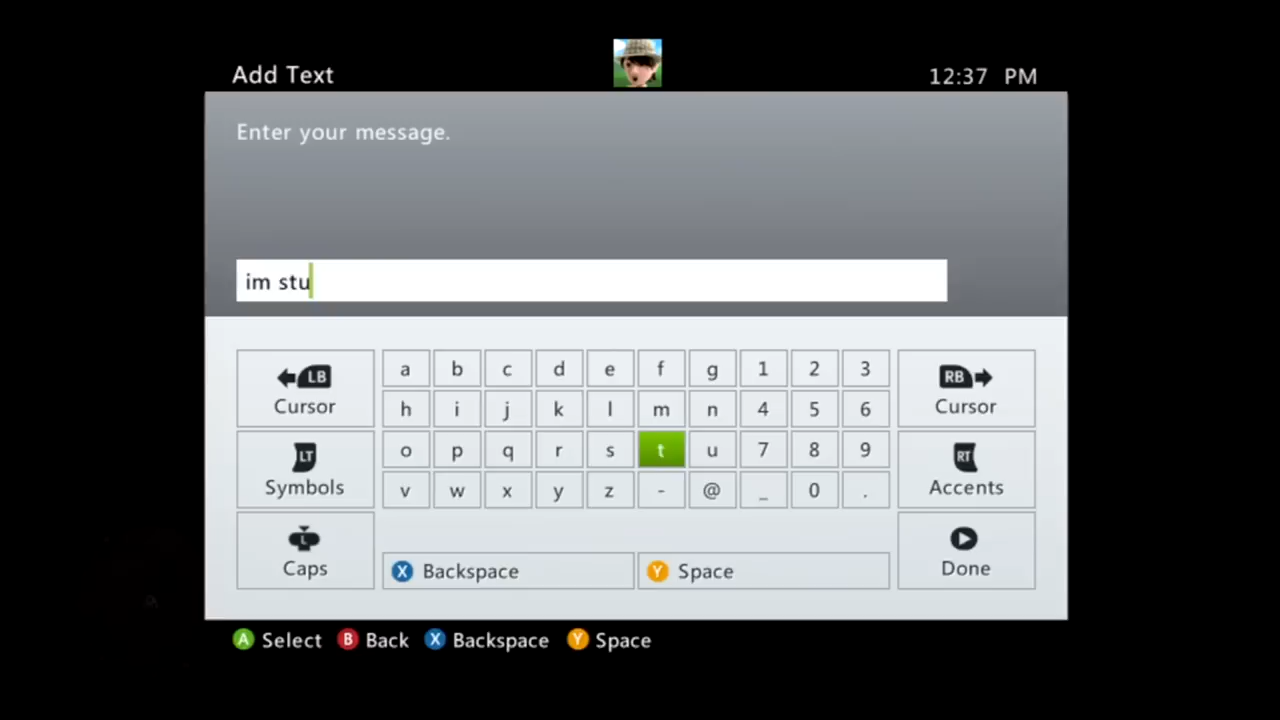 Add Text
12:37 PM
Enter your message.
im stu
LB
Cursor
a b c d e f g 1 2 3
RB
Cursor
h i j k l m n 4 5 6
LT
Symbols
o p q r s t u 7 8 9
RT
Accents
v w x y z - @ _ 0 .
L
Caps
X Backspace
Y Space
Done
A Select B Back X Backspace Y Space